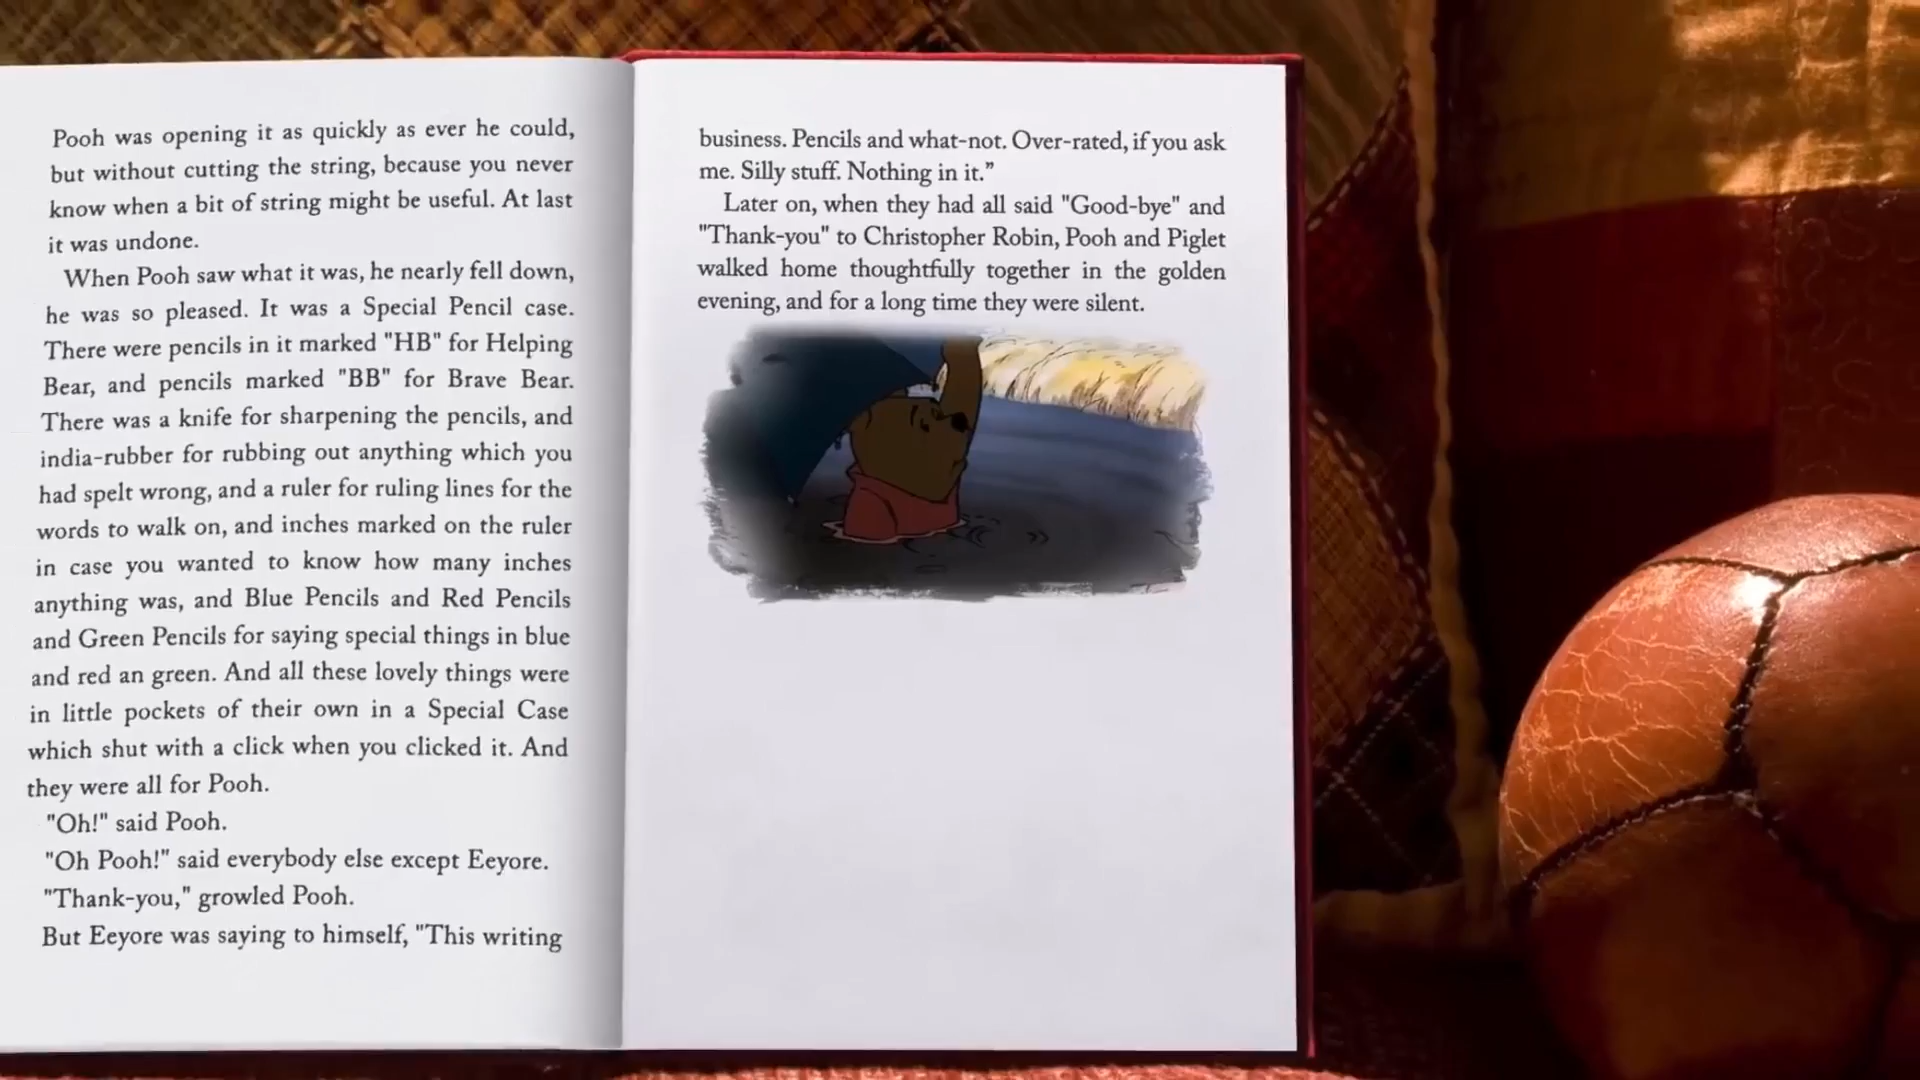 Pooh was opening it as quickly as ever he could,
but without cutting the string, because you never
know when a bit of string might be useful. At last
it was undone.
When Pooh saw what it was, he nearly fell down,
he was so pleased. It was a Special Pencil case.
There were pencils in it marked "HB" for Helping
Bear, and pencils marked "BB" for Brave Bear.
There was a knife for sharpening the pencils, and
india-rubber for rubbing out anything which you
had spelt wrong, and a ruler for ruling lines for the
words to walk on, and inches marked on the ruler
in case you wanted to know how many inches
anything was, and Blue Pencils and Red Pencils
and Green Pencils for saying special things in blue
and red an green. And all these lovely things were
in little pockets of their own in a Special Case
which shut with a click when you clicked it. And
they were all for Pooh.
"Oh!" said Pooh.
"Oh Pooh!" said everybody else except Eeyore.
"Thank-you," growled Pooh.
But Eeyore was saying to himself, "This writing
business. Pencils and what-not. Over-rated, if you ask
me. Silly stuff. Nothing in it.”
Later on, when they had all said "Good-bye" and
"Thank-you" to Christopher Robin, Pooh and Piglet
walked home thoughtfully together in the golden
evening, and for a long time they were silent.